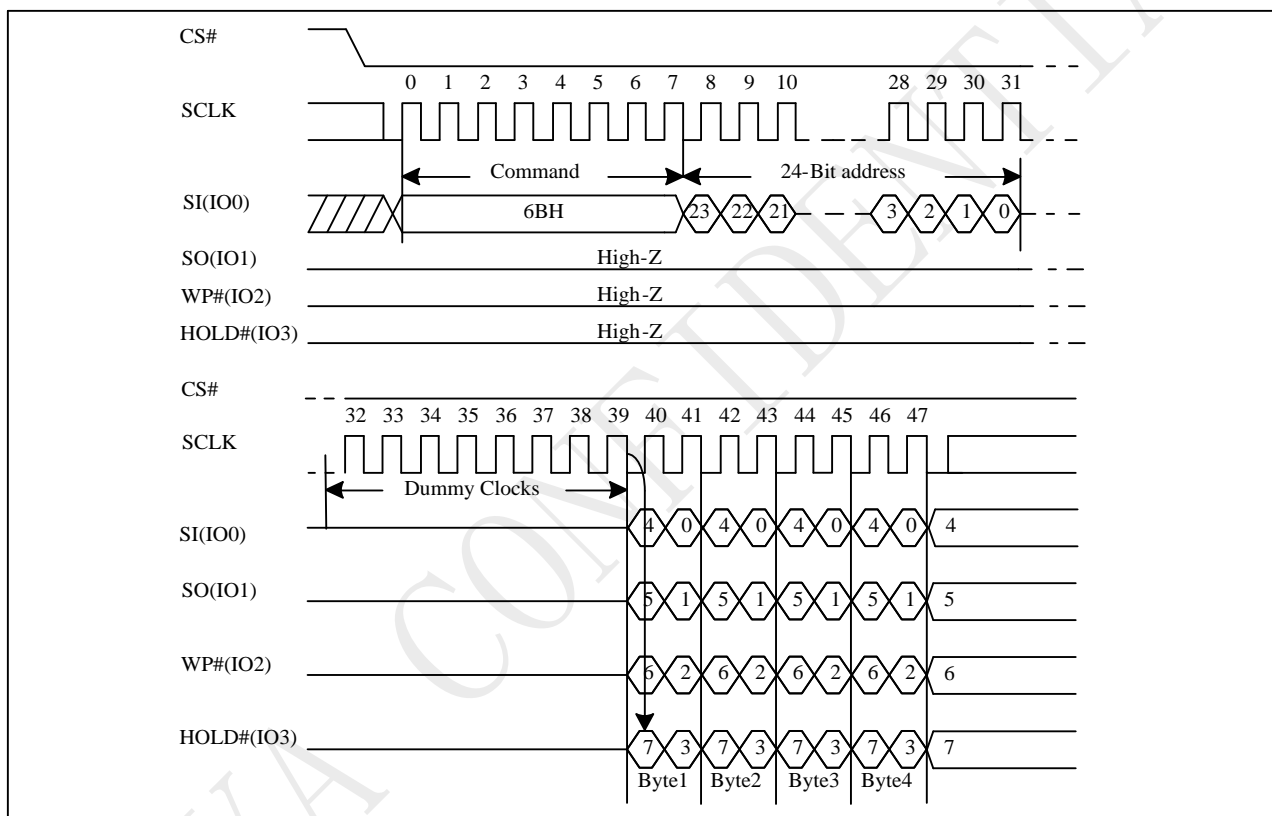 CS#
0 1 2 3 4 5 6 7 8 9 10 28 29 30 31
SCLK
Command 24-Bit address
SI(IO0) 6BH 23 22 21 3 2 1 0
SO(IO1) High-Z
WP#(IO2) High-Z
HOLD#(IO3) High-Z
CS#
32 33 34 35 36 37 38 39 40 41 42 43 44 45 46 47
SCLK
Dummy Clocks
SI(IO0) 4 0 4 0 4 0 4 0 4
SO(IO1) 5 1 5 1 5 1 5 1 5
WP#(IO2) 6 2 6 2 6 2 6 2 6
HOLD#(IO3) 7 3 7 3 7 3 7 3 7
Byte1 Byte2 Byte3 Byte4